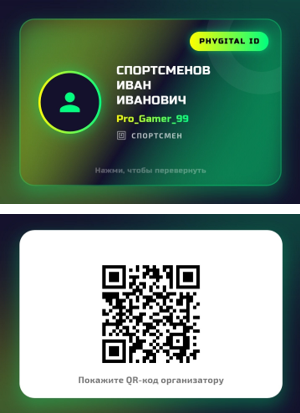 PHYGITAL ID
СПОРТСМЕНОВ
ИВАН
ИВАНОВИЧ
Pro_Gamer_99
СПОРТСМЕН
Нажми, чтобы перевернуть
Покажите QR-код организатору